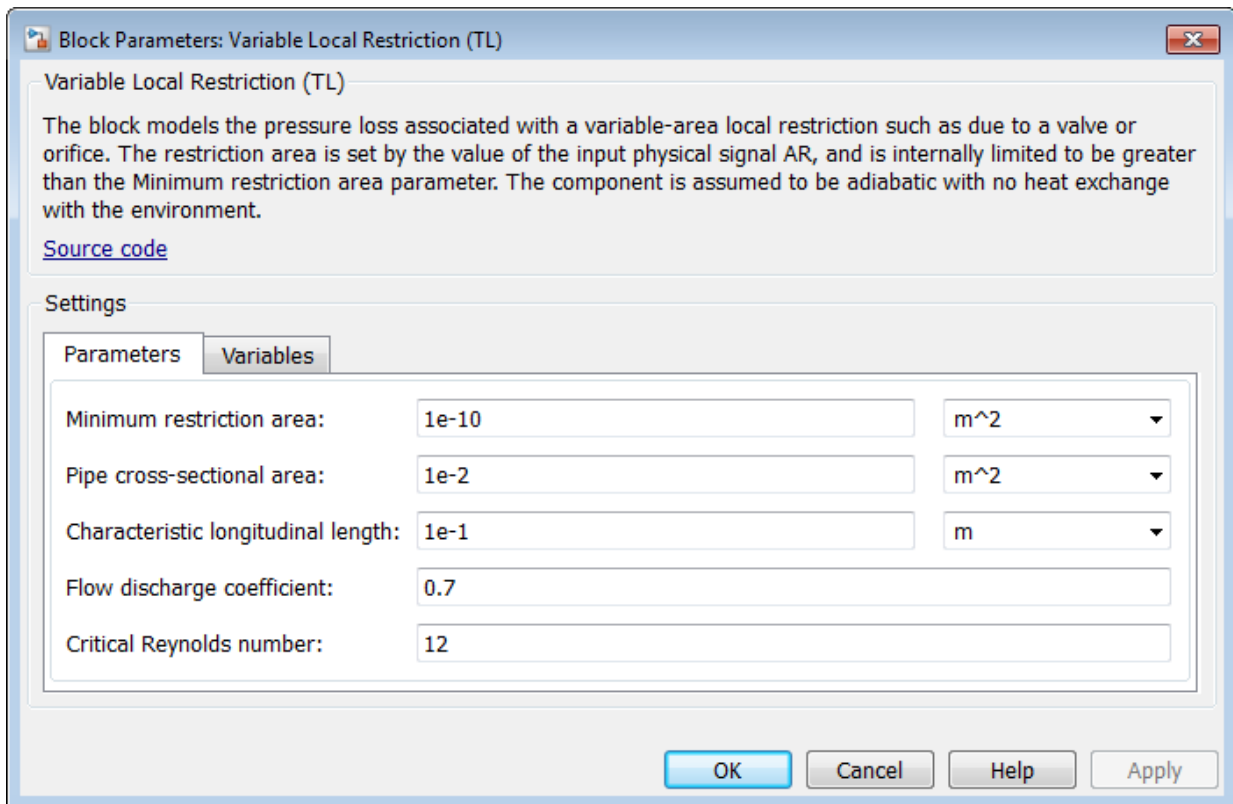 Block Parameters: Variable Local Restriction (TL)
Variable Local Restriction (TL)
The block models the pressure loss associated with a variable-area local restriction such as due to a valve or
orifice. The restriction area is set by the value of the input physical signal AR, and is internally limited to be greater
than the Minimum restriction area parameter. The component is assumed to be adiabatic with no heat exchange
with the environment.
Source code
Settings
Parameters Variables
Minimum restriction area: 1e-10 m^2
Pipe cross-sectional area: 1e-2 m^2
Characteristic longitudinal length: 1e-1 m
Flow discharge coefficient: 0.7
Critical Reynolds number: 12
OK Cancel Help Apply